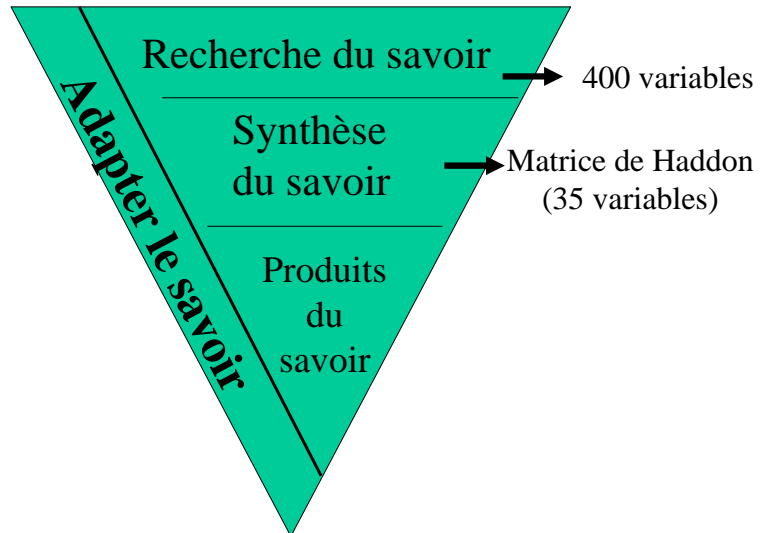 Recherche du savoir
400 variables
Synthèse
du savoir
Matrice de Haddon
(35 variables)
Produits
du
savoir
Adapter le savoir